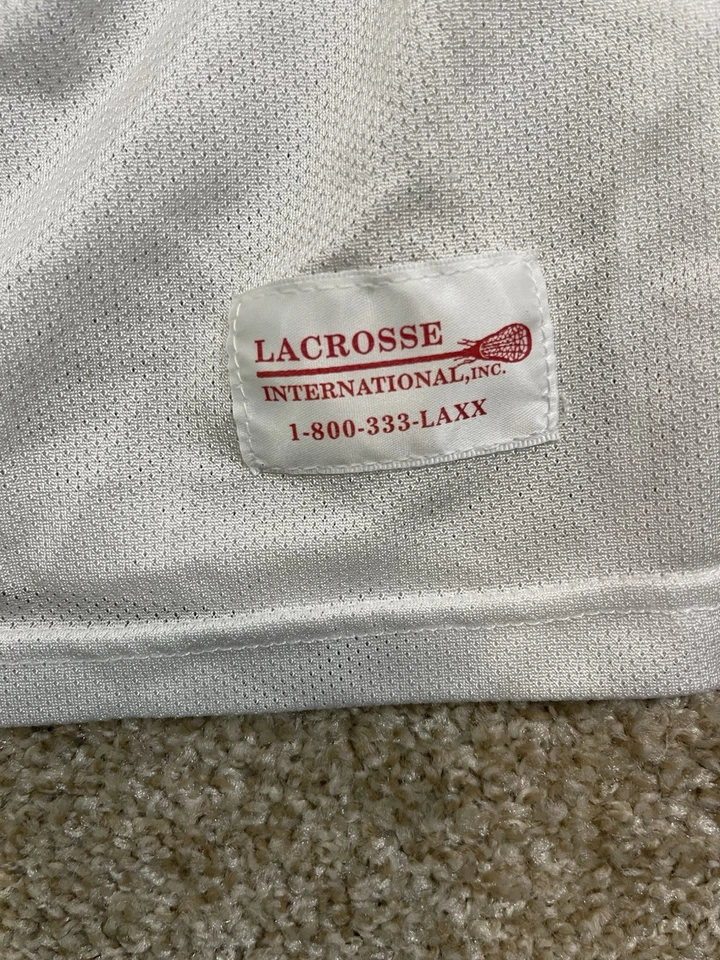 LACROSSE
INTERNATIONAL, INC.
1-800-333-LAXX